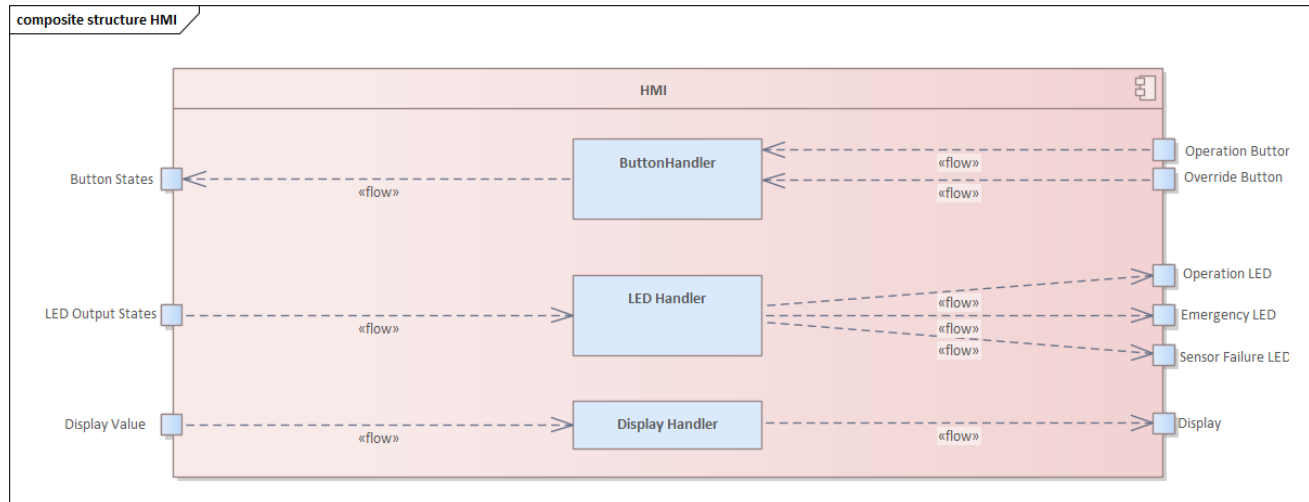 composite structure HMI
HMI
ButtonHandler
Operation Button
«flow»
Button States
Override Button
«flow»
«flow»
LED Handler
Operation LED
«flow»
LED Output States
Emergency LED
«flow»
«flow»
Sensor Failure LED
«flow»
Display Value
Display Handler
Display
«flow»
«flow»